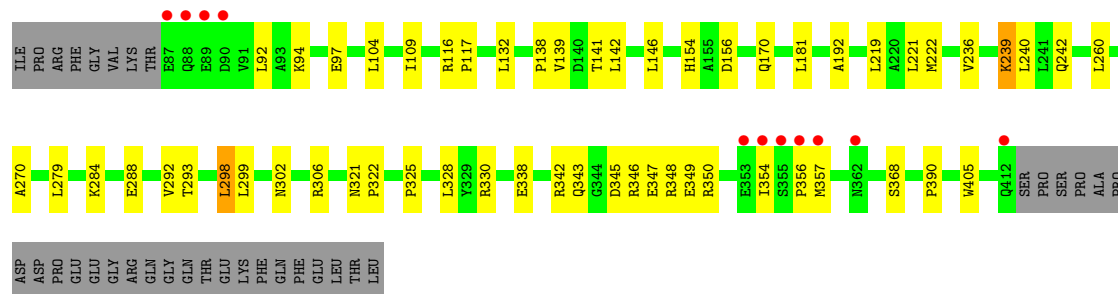 ILE PRO ARG PHE GLY VAL LYS THR E87 Q88 E89 D90 V91 L92 A93 K94 E97 L104 I109 R116 P117 L132 P138 V139 D140 T141 L142 L146 H154 A155 D156 Q170 L181 A192 L219 A220 L221 M222 V236 K239 L240 L241 Q242 L260
A270 L279 K284 E288 V292 T293 L298 L299 N302 R306 N321 P322 P325 L328 Y329 R330 E338 R342 Q343 G344 D345 R346 E347 R348 E349 R350 E353 I354 S355 P356 M357 N362 S368 P390 W405 Q412 SER PRO SER PRO ALA PRO
ASP ASP PRO GLU GLU GLY ARG GLN GLY GLN THR GLU LYS PHE GLN PHE GLU LEU THR LEU